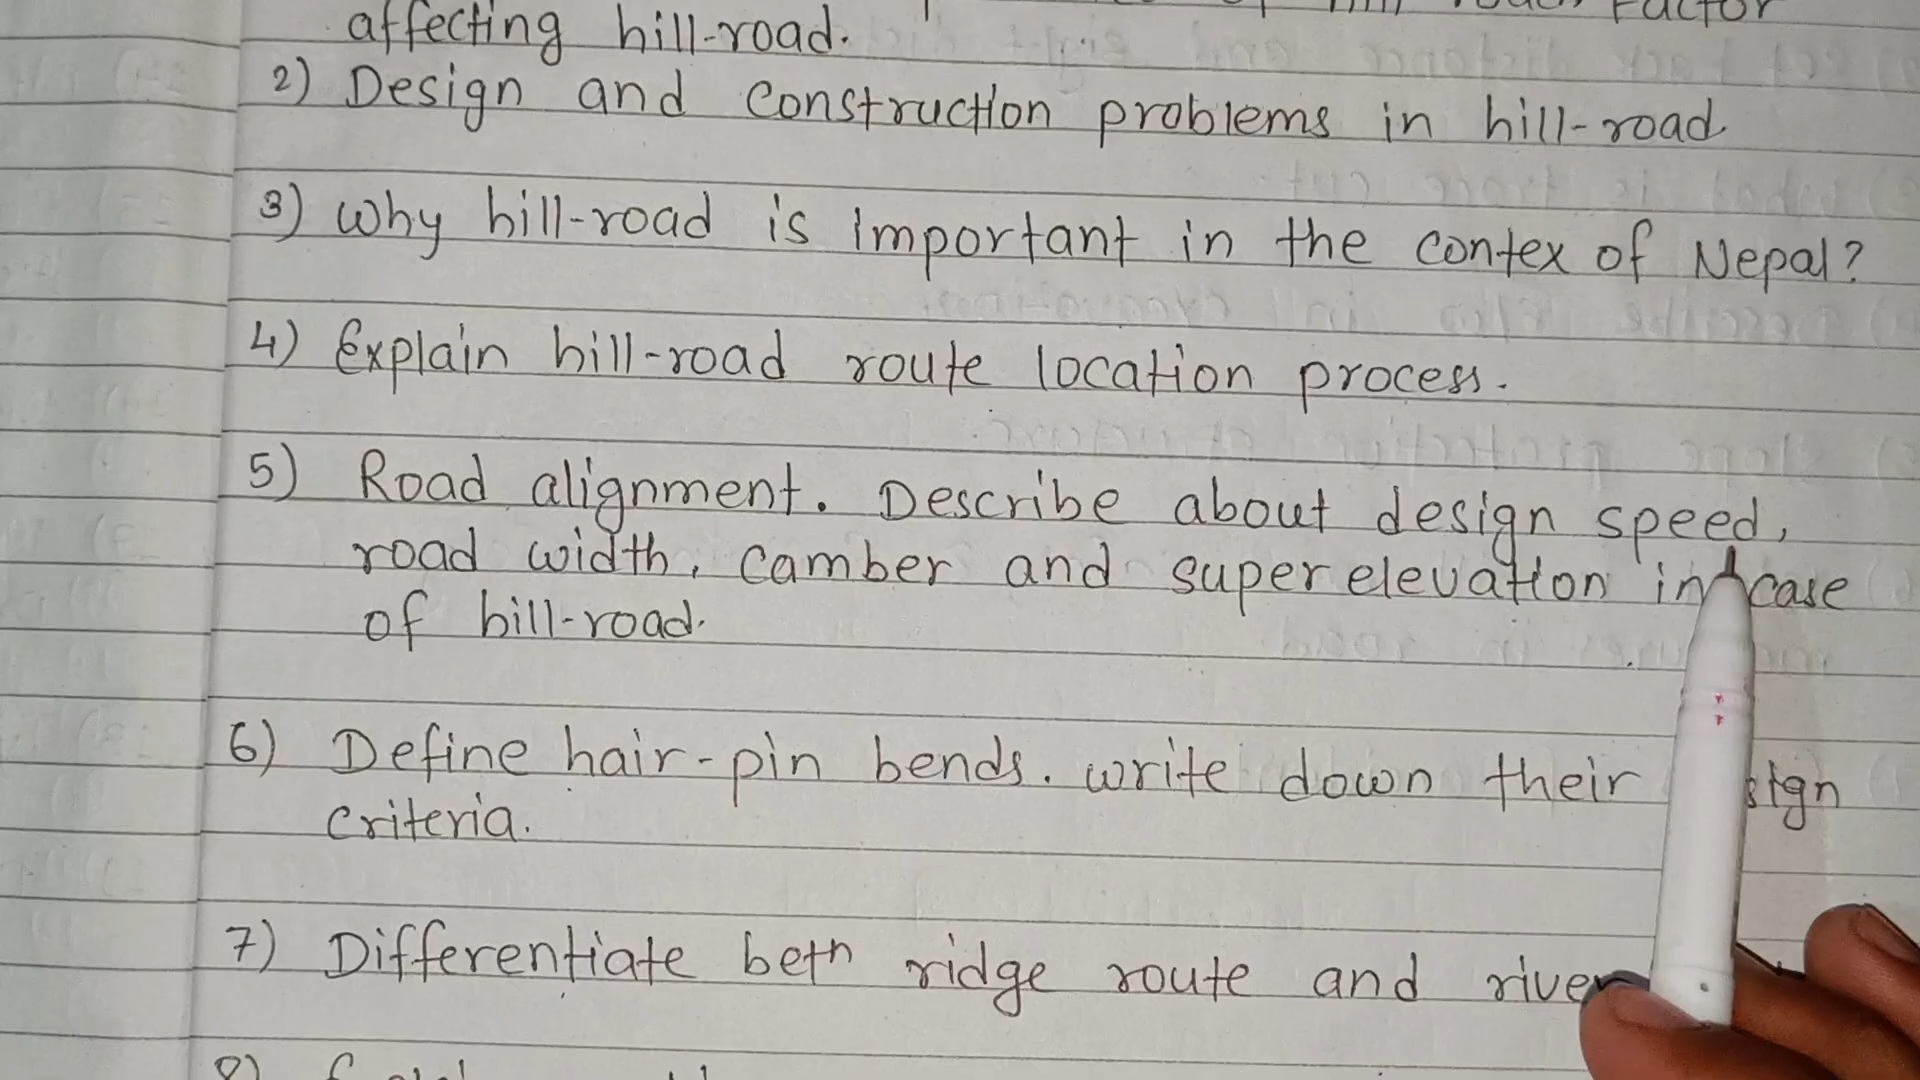 affecting hill-road.
2) Design and construction problems in hill-road
3) Why hill-road is important in the contex of Nepal?
4) Explain hill-road route location process.
5) Road alignment. Describe about design speed,
road width, camber and superelevation in case
of hill-road.
6) Define hair-pin bends. write down their sign
criteria.
7) Differentiate betn ridge route and river